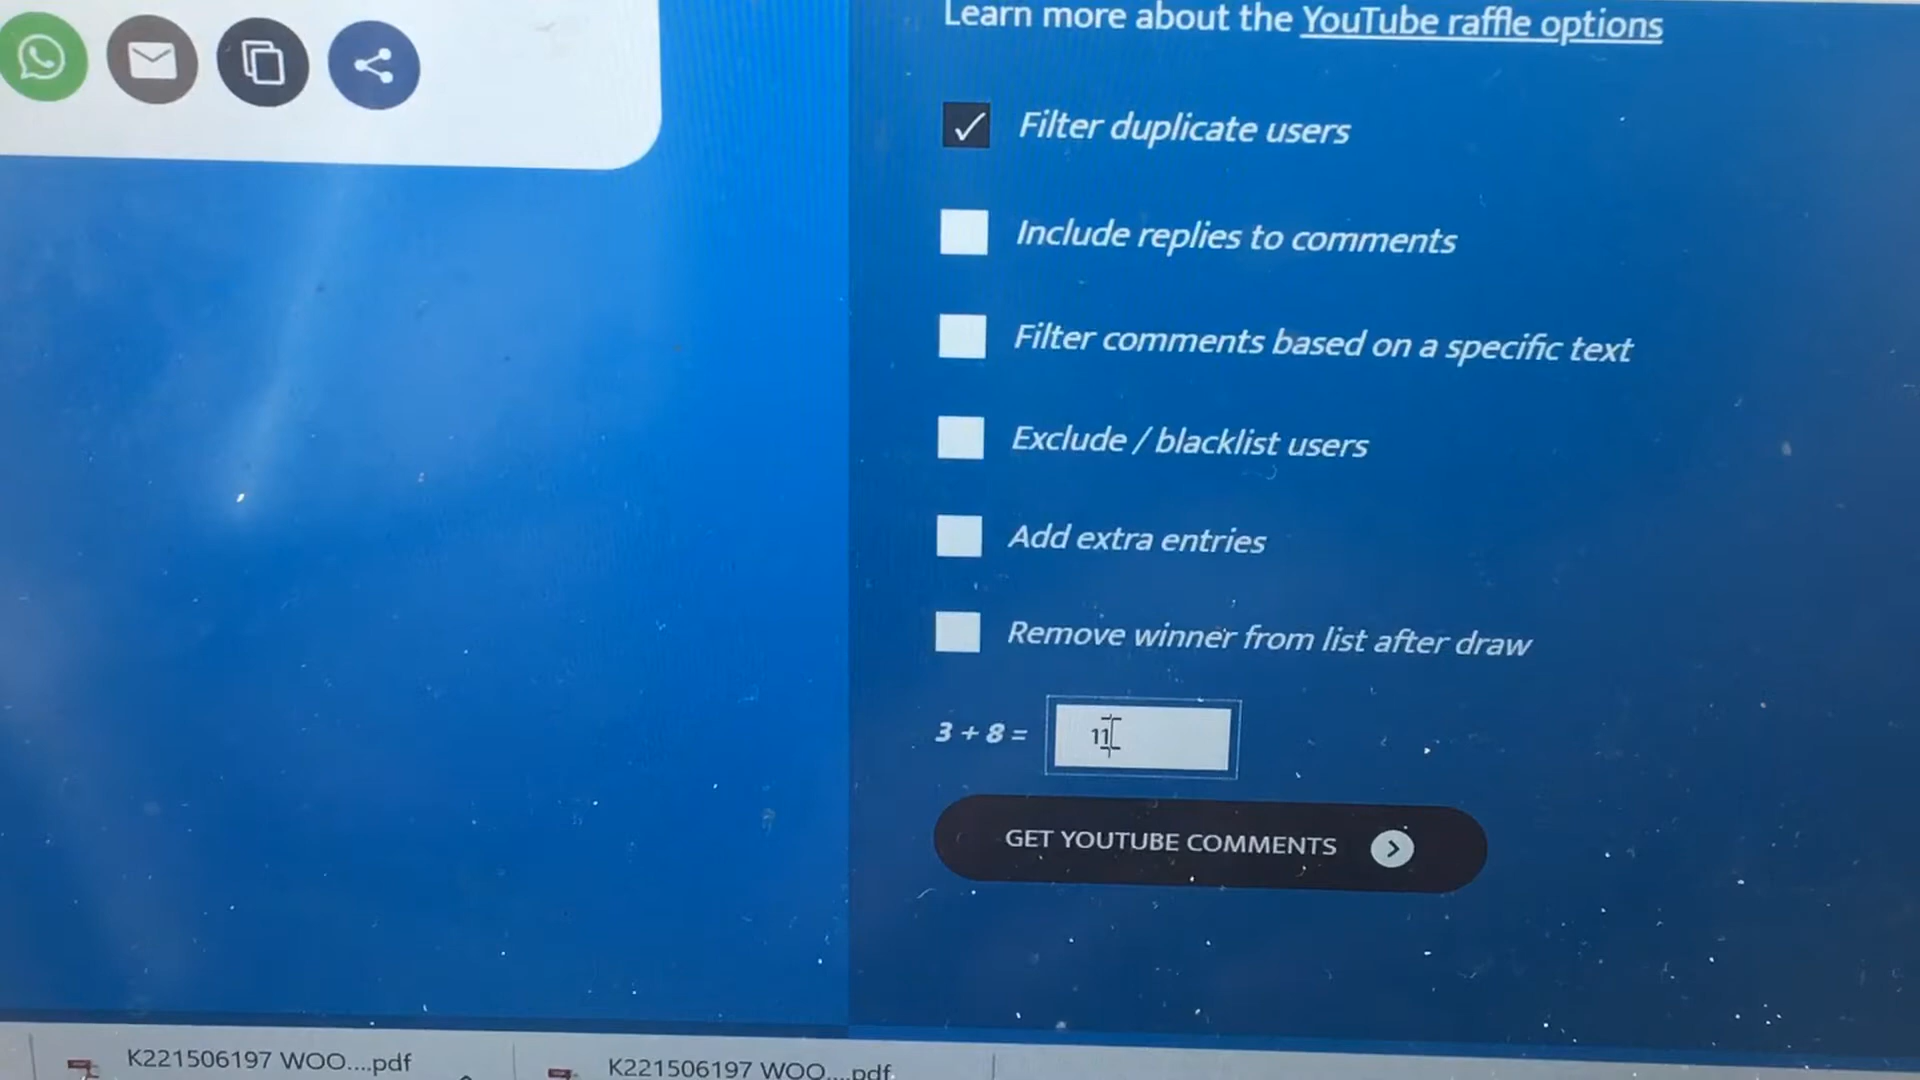 Learn more about the YouTube raffle options
Filter duplicate users
Include replies to comments
Filter comments based on a specific text
Exclude / blacklist users
Add extra entries
Remove winner from list after draw
3 + 8 = 11
GET YOUTUBE COMMENTS
K221506197 WOO....pdf
K221506197 WOO....pdf